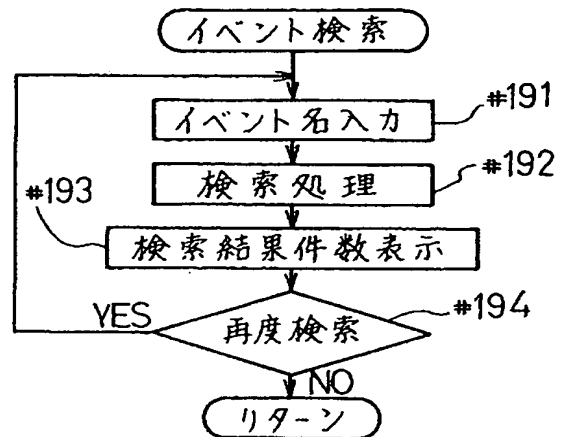 イベント検索
#191
イベント名入力
#192
検索処理
#193
検索結果件数表示
#194
再度検索
YES
NO
リターン